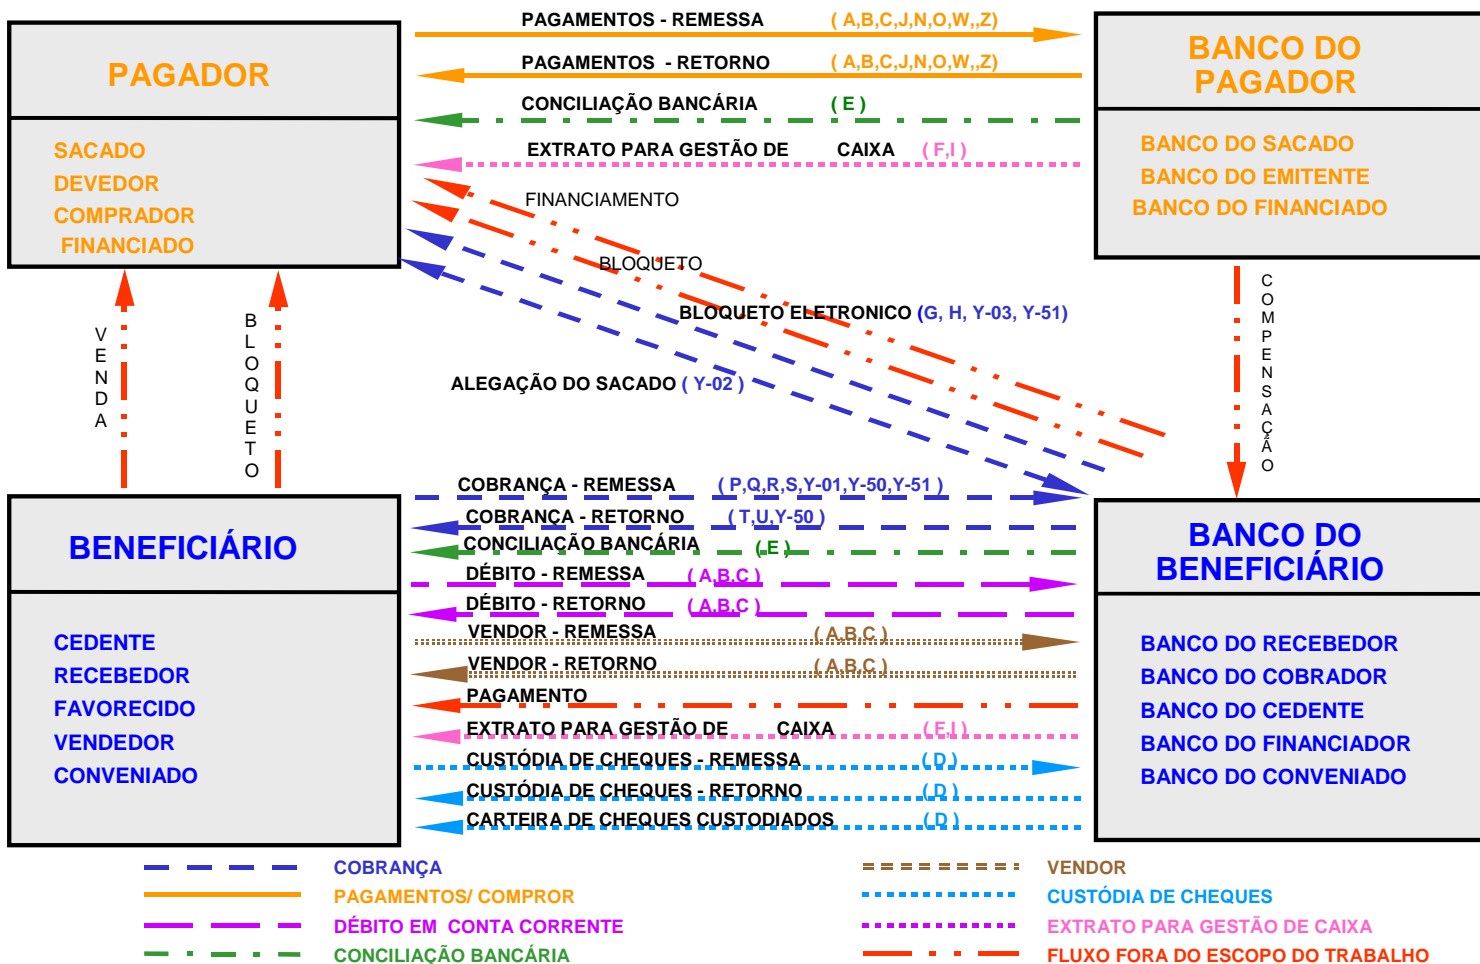 PAGAMENTOS - REMESSA ( A,B,C,J,N,O,W,,Z)
PAGADOR
BANCO DO
PAGADOR
PAGAMENTOS - RETORNO ( A,B,C,J,N,O,W,,Z)
CONCILIAÇÃO BANCÁRIA ( E )
EXTRATO PARA GESTÃO DE CAIXA ( F,I )
SACADO
DEVEDOR
COMPRADOR
FINANCIADO
BANCO DO SACADO
BANCO DO EMITENTE
BANCO DO FINANCIADO
FINANCIAMENTO
BLOQUETO
BLOQUETO ELETRONICO (G, H, Y-03, Y-51)
ALEGAÇÃO DO SACADO ( Y-02 )
VENDA
BLOQUETO
COMPENSAÇÃO
COBRANÇA - REMESSA ( P,Q,R,S,Y-01,Y-50,Y-51 )
COBRANÇA - RETORNO ( T,U,Y-50 )
CONCILIAÇÃO BANCÁRIA ( E )
DÉBITO - REMESSA ( A,B,C )
DÉBITO - RETORNO ( A,B,C )
VENDOR - REMESSA ( A,B,C )
VENDOR - RETORNO ( A,B,C )
PAGAMENTO
EXTRATO PARA GESTÃO DE CAIXA ( F,I )
CUSTÓDIA DE CHEQUES - REMESSA ( D )
CUSTÓDIA DE CHEQUES - RETORNO ( D )
CARTEIRA DE CHEQUES CUSTODIADOS ( D )
BENEFICIÁRIO
CEDENTE
RECEBEDOR
FAVORECIDO
VENDEDOR
CONVENIADO
BANCO DO
BENEFICIÁRIO
BANCO DO RECEBEDOR
BANCO DO COBRADOR
BANCO DO CEDENTE
BANCO DO FINANCIADOR
BANCO DO CONVENIADO
COBRANÇA
PAGAMENTOS/ COMPROR
DÉBITO EM CONTA CORRENTE
CONCILIAÇÃO BANCÁRIA
VENDOR
CUSTÓDIA DE CHEQUES
EXTRATO PARA GESTÃO DE CAIXA
FLUXO FORA DO ESCOPO DO TRABALHO